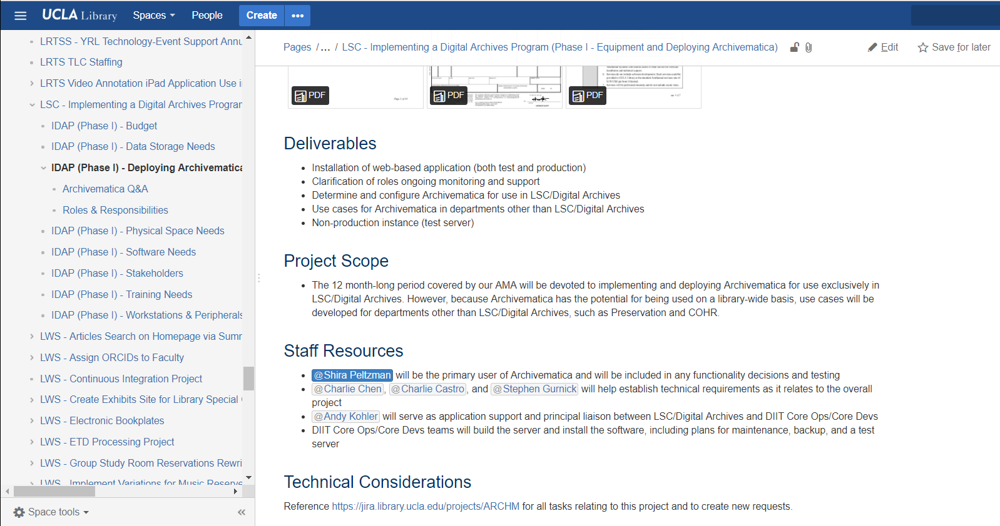 UCLA Library Spaces People Create •••
LRTSS - YRL Technology-Event Support Annu
LRTS TLC Staffing
LRTS Video Annotation iPad Application Use i
LSC - Implementing a Digital Archives Program
IDAP (Phase I) - Budget
IDAP (Phase I) - Data Storage Needs
IDAP (Phase I) - Deploying Archivematica
Archivematica Q&A
Roles & Responsibilities
IDAP (Phase I) - Physical Space Needs
IDAP (Phase I) - Software Needs
IDAP (Phase I) - Stakeholders
IDAP (Phase I) - Training Needs
IDAP (Phase I) - Workstations & Peripherals
LWS - Articles Search on Homepage via Summ
LWS - Assign ORCIDs to Faculty
LWS - Continuous Integration Project
LWS - Create Exhibits Site for Library Special
LWS - Electronic Bookplates
LWS - ETD Processing Project
LWS - Group Study Room Reservations Rewri
LWS - Implement Variations for Music Reserve
Space tools
Pages /... / LSC - Implementing a Digital Archives Program (Phase I - Equipment and Deploying Archivematica)
Edit Save for later
PDF PDF PDF
Page 1 of 14
Deliverables
Installation of web-based application (both test and production)
Clarification of roles ongoing monitoring and support
Determine and configure Archivematica for use in LSC/Digital Archives
Use cases for Archivematica in departments other than LSC/Digital Archives
Non-production instance (test server)
Project Scope
The 12 month-long period covered by our AMA will be devoted to implementing and deploying Archivematica for use exclusively in
LSC/Digital Archives. However, because Archivematica has the potential for being used on a library-wide basis, use cases will be
developed for departments other than LSC/Digital Archives, such as Preservation and COHR.
Staff Resources
@Shira Peltzman will be the primary user of Archivematica and will be included in any functionality decisions and testing
@Charlie Chen, @Charlie Castro, and @Stephen Gurnick will help establish technical requirements as it relates to the overall
project
@Andy Kohler will serve as application support and principal liaison between LSC/Digital Archives and DIIT Core Ops/Core Devs
DIIT Core Ops/Core Devs teams will build the server and install the software, including plans for maintenance, backup, and a test
server
Technical Considerations
Reference https://jira.library.ucla.edu/projects/ARCHM for all tasks relating to this project and to create new requests.